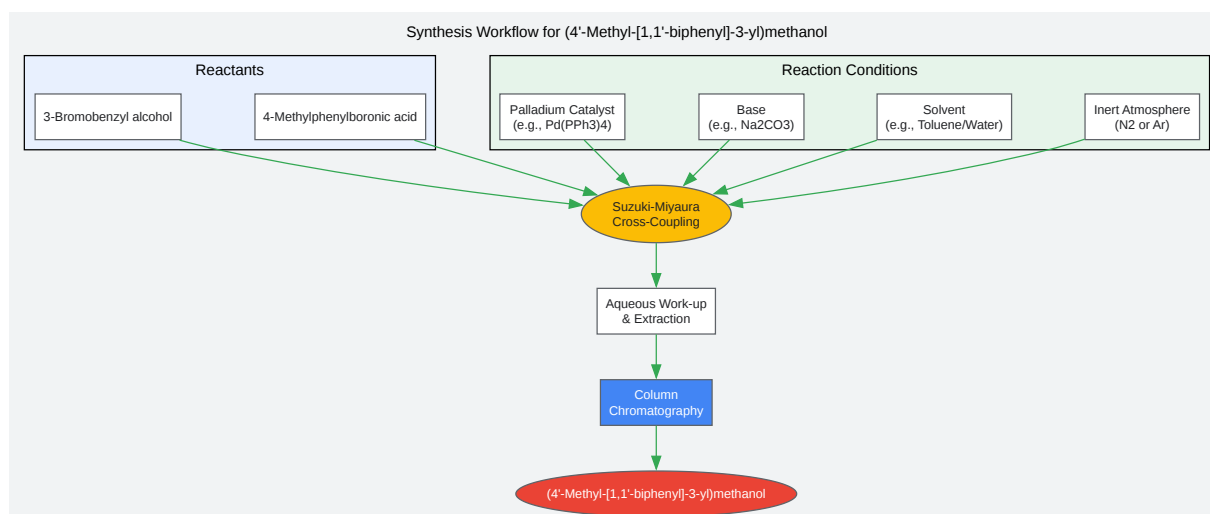 Synthesis Workflow for (4'-Methyl-[1,1'-biphenyl]-3-yl)methanol
Reactants
3-Bromobenzyl alcohol
4-Methylphenylboronic acid
Reaction Conditions
Palladium Catalyst
(e.g., Pd(PPh3)4)
Base
(e.g., Na2CO3)
Solvent
(e.g., Toluene/Water)
Inert Atmosphere
(N2 or Ar)
Suzuki-Miyaura
Cross-Coupling
Aqueous Work-up
& Extraction
Column
Chromatography
(4'-Methyl-[1,1'-biphenyl]-3-yl)methanol